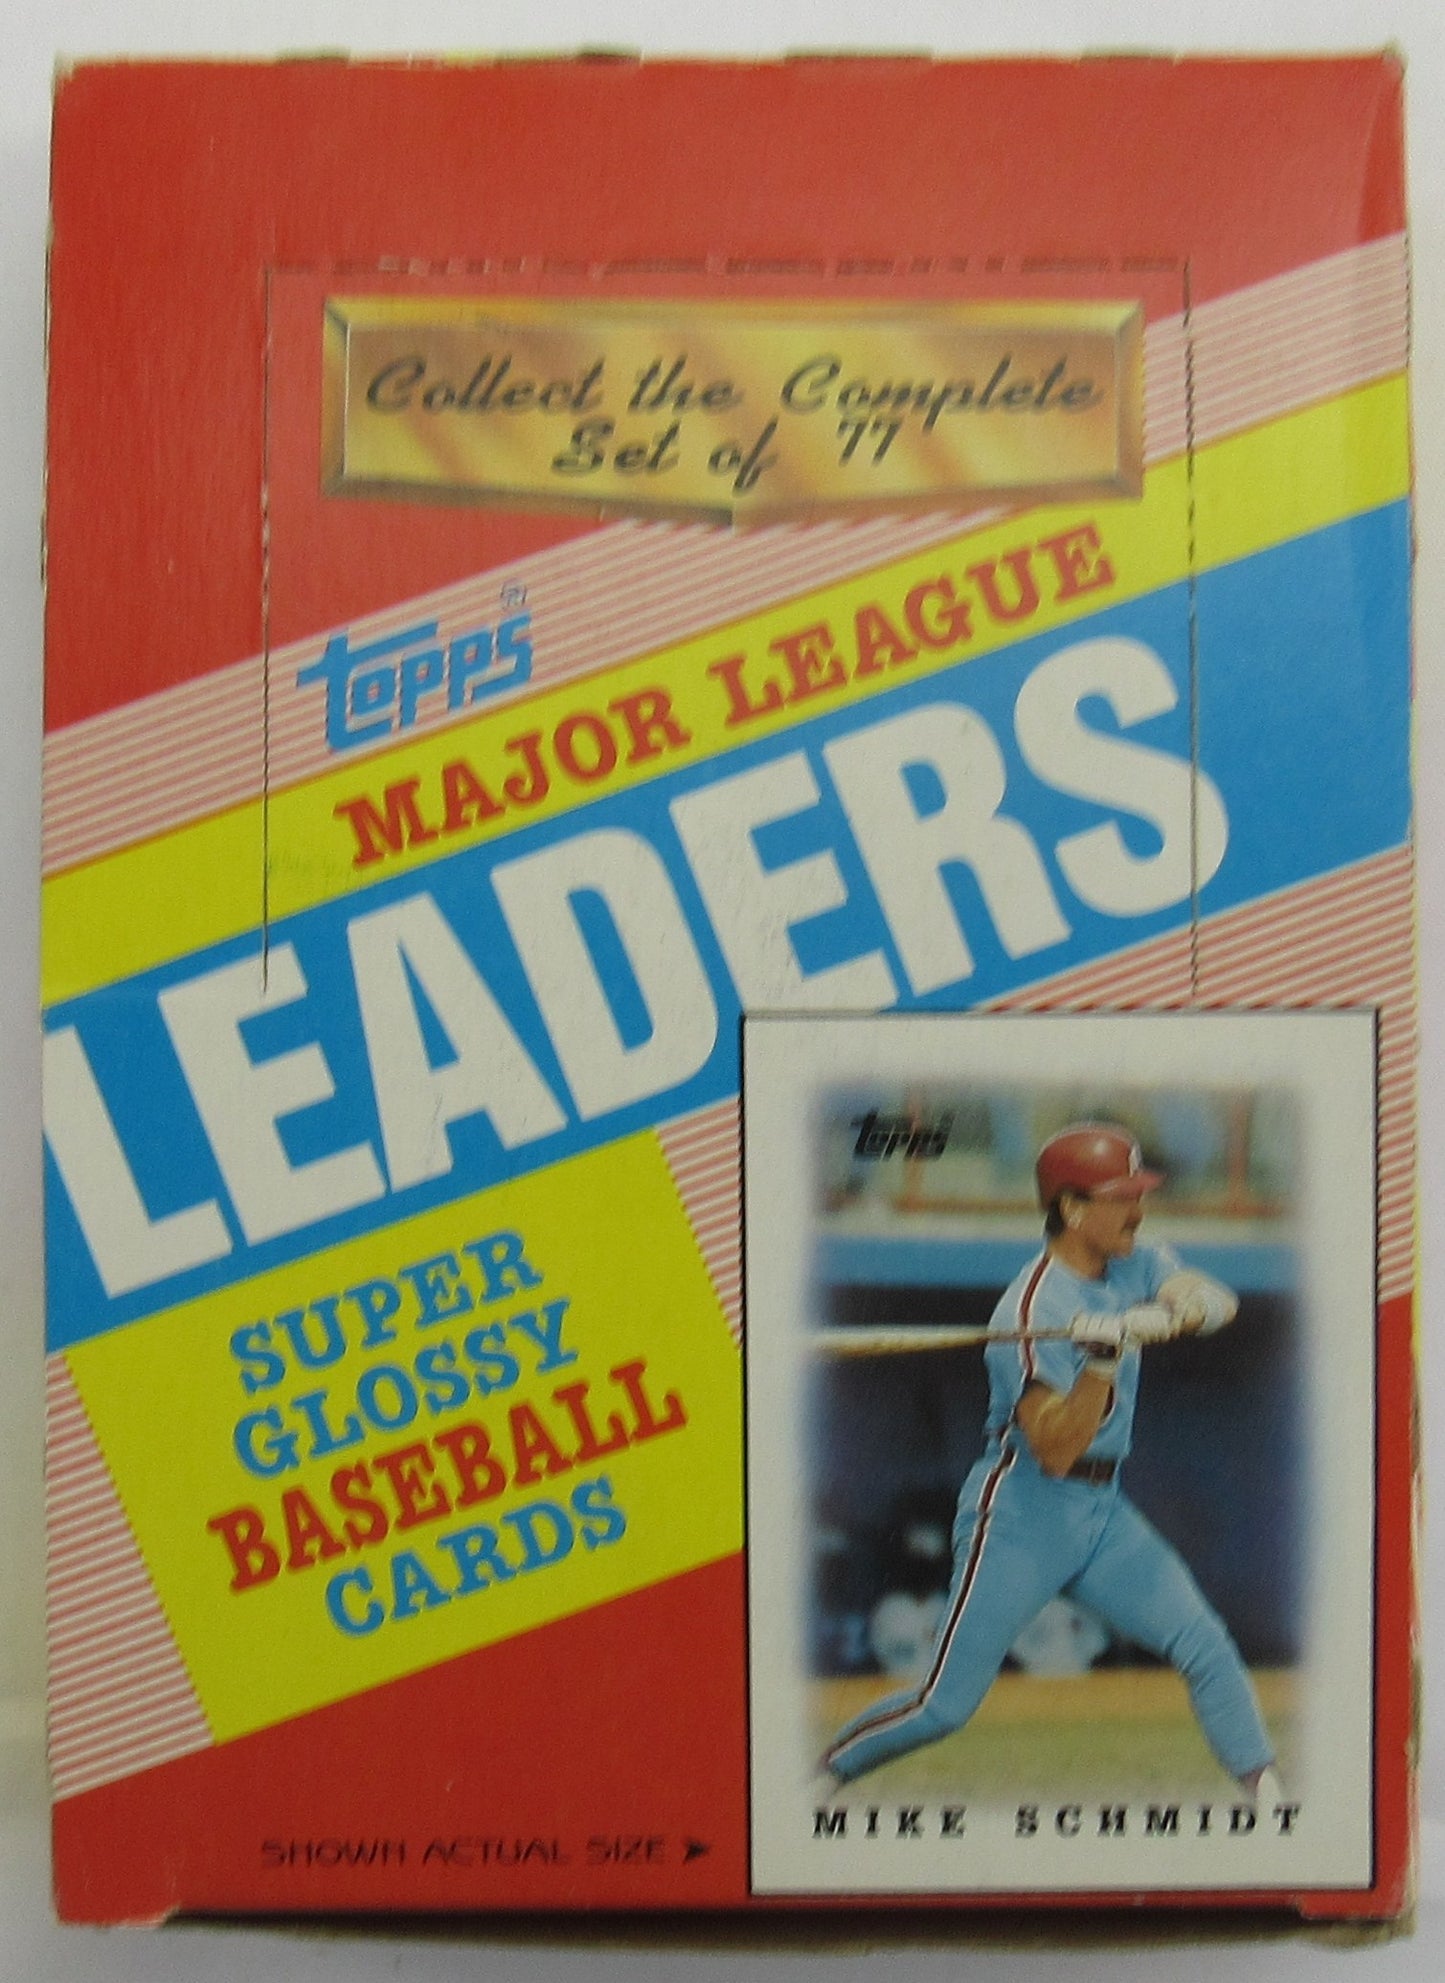 Collect the Complete
Set of 77
Topps®
MAJOR LEAGUE
LEADERS
SUPER
GLOSSY
BASEBALL
CARDS
Topps
MIKE SCHMIDT
SHOWN ACTUAL SIZE